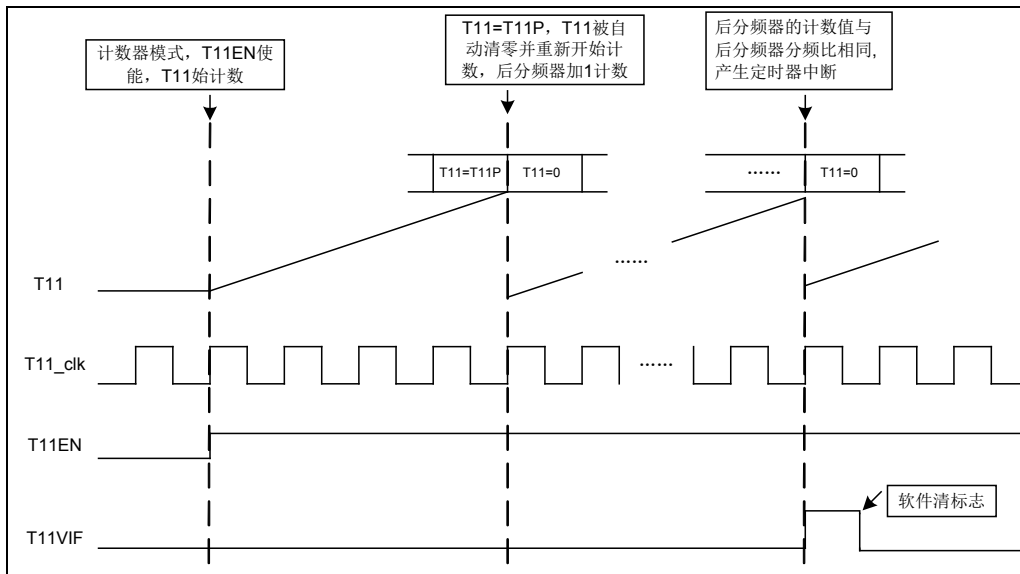 计数器模式，T11EN使
能，T11始计数
T11=T11P，T11被自
动清零并重新开始计
数，后分频器加1计数
后分频器的计数值与
后分频器分频比相同,
产生定时器中断
T11=T11P
T11=0
……
T11=0
……
T11
T11_clk
……
T11EN
软件清标志
T11VIF